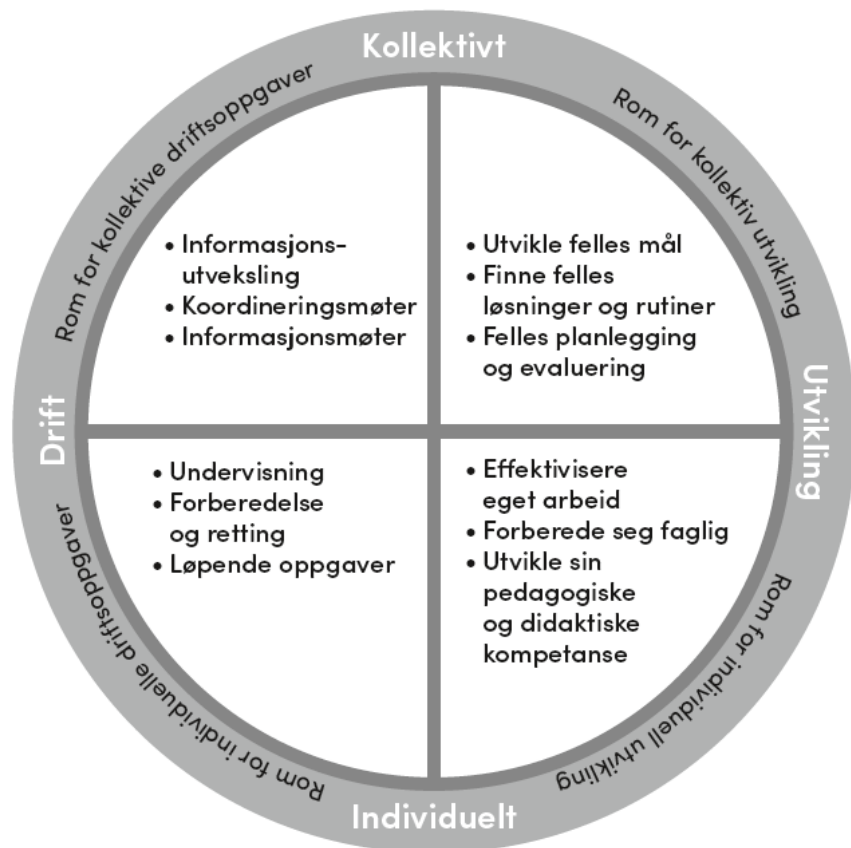 Kollektivt
Rom for kollektive driftsoppgaver
Rom for kollektiv utvikling
• Informasjons-
utveksling
• Koordineringsmøter
• Informasjonsmøter
• Utvikle felles mål
• Finne felles
løsninger og rutiner
• Felles planlegging
og evaluering
Drift
Utvikling
• Undervisning
• Forberedelse
og retting
• Løpende oppgaver
• Effektivisere
eget arbeid
• Forberede seg faglig
• Utvikle sin
pedagogiske
og didaktiske
kompetanse
Rom for individuelle driftsoppgaver
Rom for individuell utvikling
Individuelt